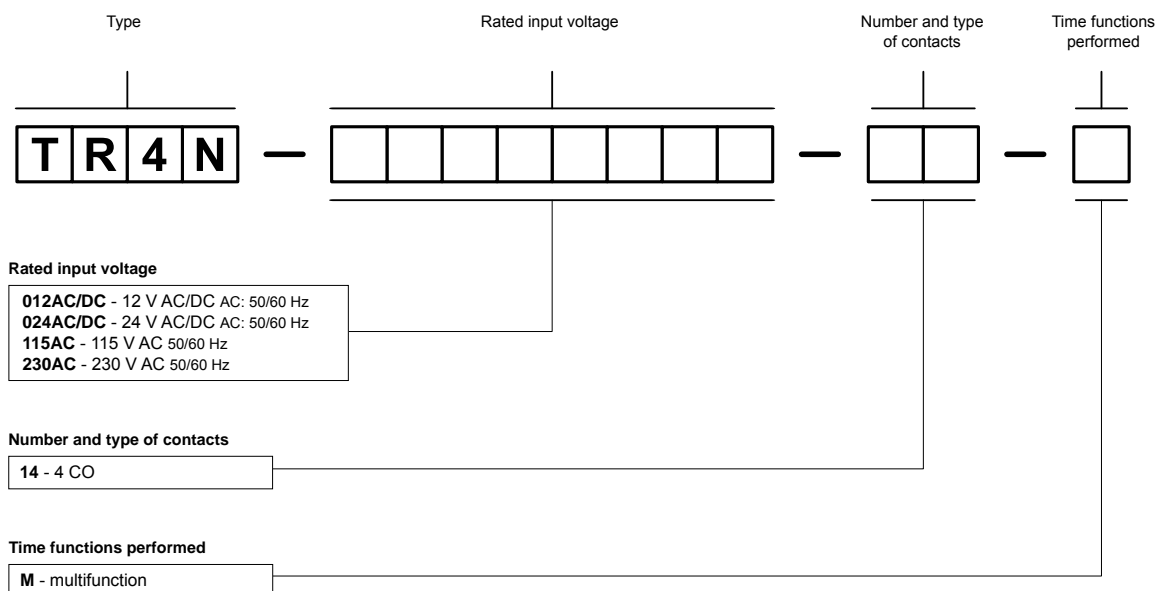 Type
Rated input voltage
Number and type
of contacts
Time functions
performed
TR4N – –  –
Rated input voltage
012AC/DC - 12 V AC/DC AC: 50/60 Hz
024AC/DC - 24 V AC/DC AC: 50/60 Hz
115AC - 115 V AC 50/60 Hz
230AC - 230 V AC 50/60 Hz
Number and type of contacts
14 - 4 CO
Time functions performed
M - multifunction